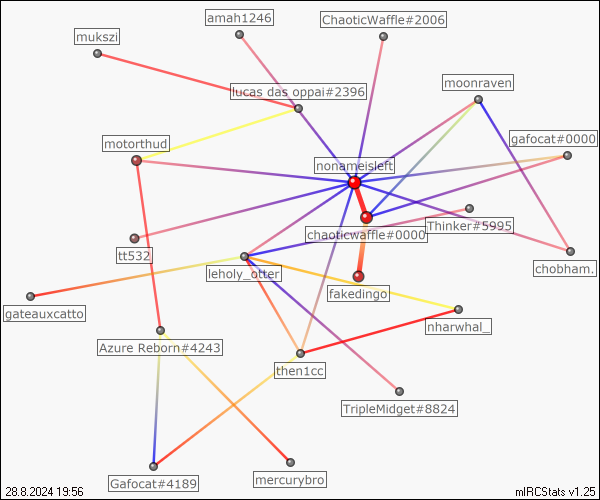 amah1246
ChaoticWaffle#2006
mukszi
moonraven
lucas das oppai#2396
gafocat#0000
motorthud
nonameisleft
Thinker#5995
chaoticwaffle#0000
tt532
chobham.
leholy_otter
fakedingo
gateauxcatto
nharwhal_
Azure Reborn#4243
then1cc
TripleMidget#8824
Gafocat#4189
mercurybro
28.8.2024 19:56
mIRCStats v1.25